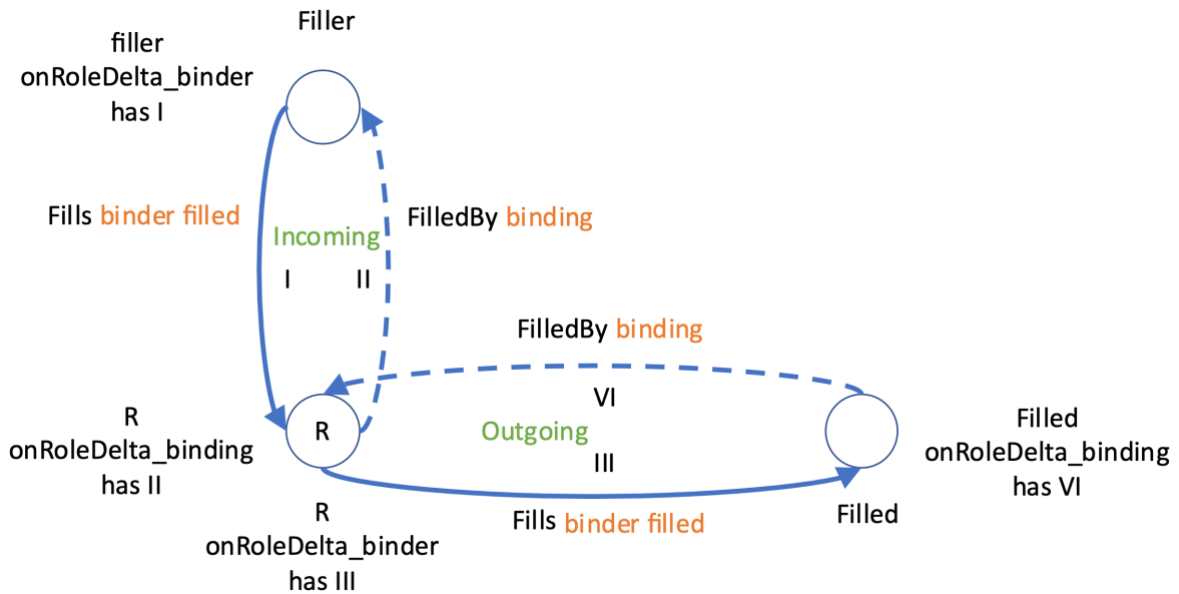 Filler
filler
onRoleDelta_binder
has I
Fills binder filled
FilledBy binding
Incoming
I II
FilledBy binding
VI
R
onRoleDelta_binding
has II
R
Outgoing
III
Filled
onRoleDelta_binding
has VI
Fills binder filled
Filled
R
onRoleDelta_binder
has III